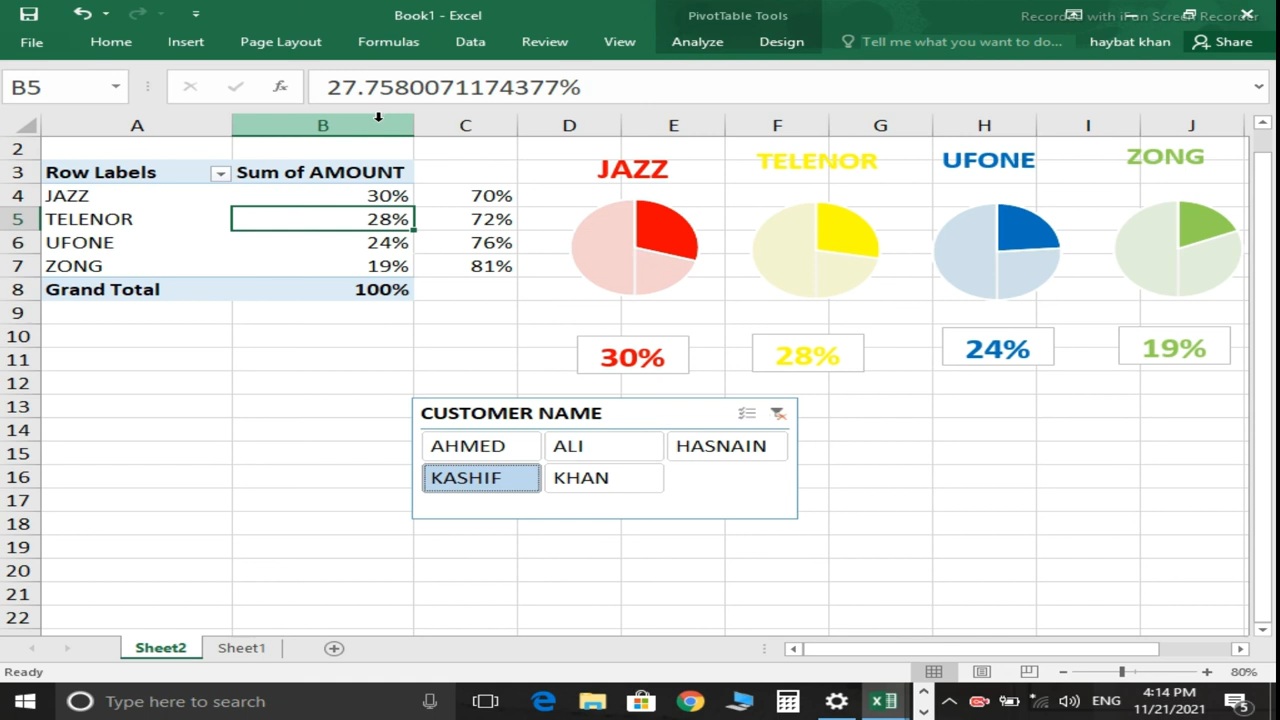 Book1 - Excel
PivotTable Tools
Recorded with iFun Screen Recorder
File Home Insert Page Layout Formulas Data Review View Analyze Design Tell me what you want to do... haybat khan Share
B5 fx 27.7580071174377%
A B C D E F G H I J
2
3 Row Labels Sum of AMOUNT
4 JAZZ 30% 70%
5 TELENOR 28% 72%
6 UFONE 24% 76%
7 ZONG 19% 81%
8 Grand Total 100%
9
10
11
12
13
14
15
16
17
18
19
20
21
22
JAZZ TELENOR UFONE ZONG
30% 28% 24% 19%
CUSTOMER NAME
AHMED ALI HASNAIN
KASHIF KHAN
Sheet2 Sheet1
Ready 80%
Type here to search ENG 4:14 PM
11/21/2021 5